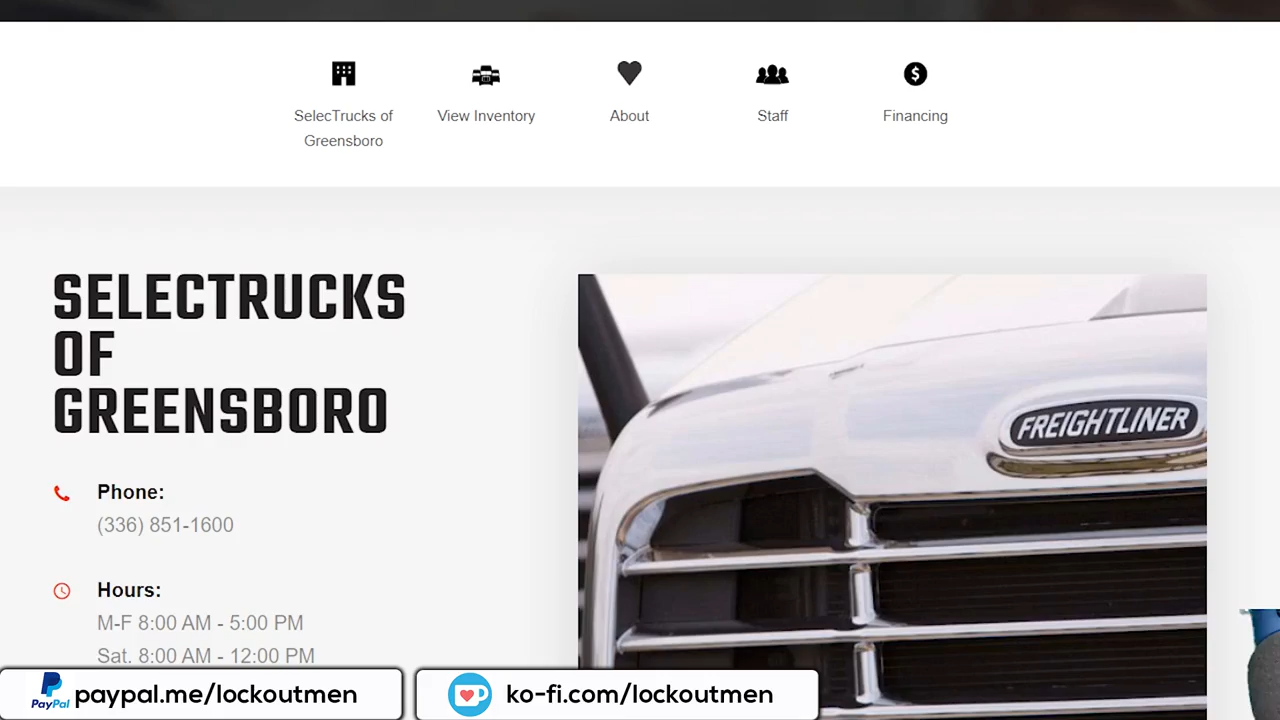 SelecTrucks of
Greensboro
View Inventory
About
Staff
Financing
SELECTRUCKS
OF
GREENSBORO
FREIGHTLINER
Phone:
(336) 851-1600
Hours:
M-F 8:00 AM - 5:00 PM
Sat. 8:00 AM - 12:00 PM
PayPal
paypal.me/lockoutmen
ko-fi.com/lockoutmen